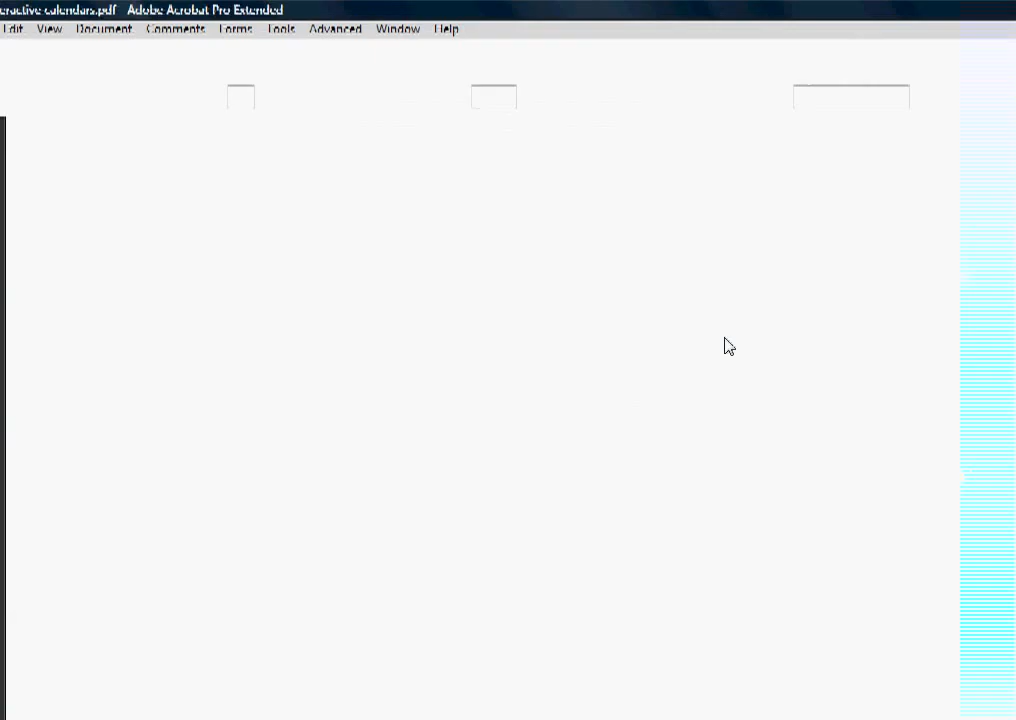 eractive calendars.pdf - Adobe Acrobat Pro Extended
Edit View Document Comments Forms Tools Advanced Window Help